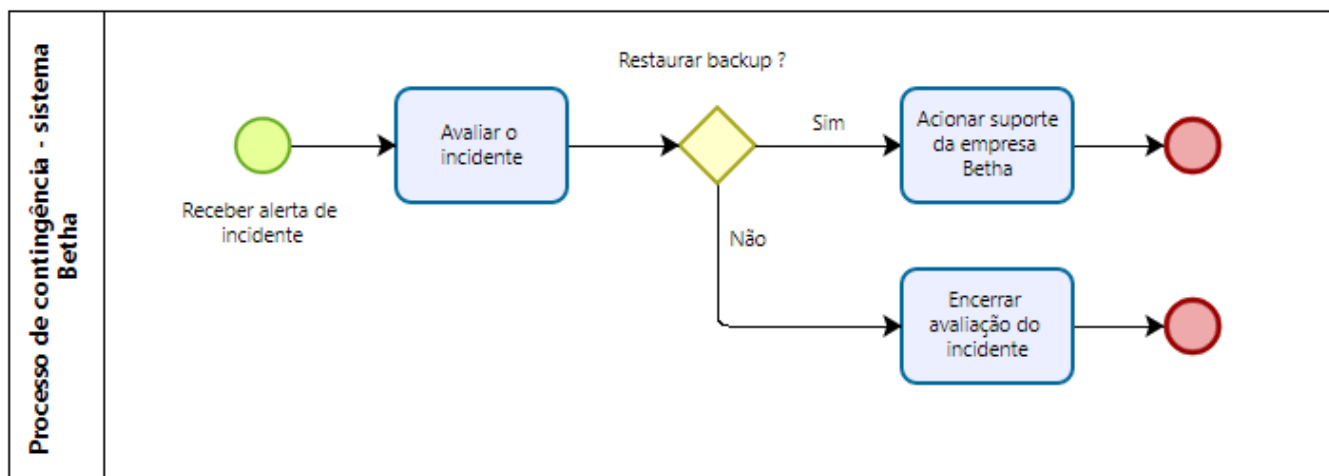 Processo de contingência - sistema
Betha
Restaurar backup ?
Receber alerta de
incidente
Avaliar o
incidente
Sim
Acionar suporte
da empresa
Betha
Não
Encerrar
avaliação do
incidente